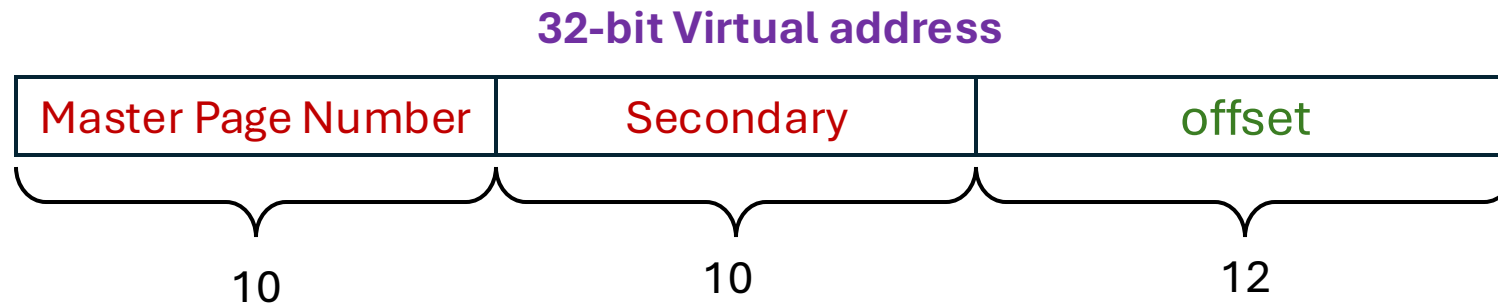 32-bit Virtual address
Master Page Number Secondary offset
10 10 12